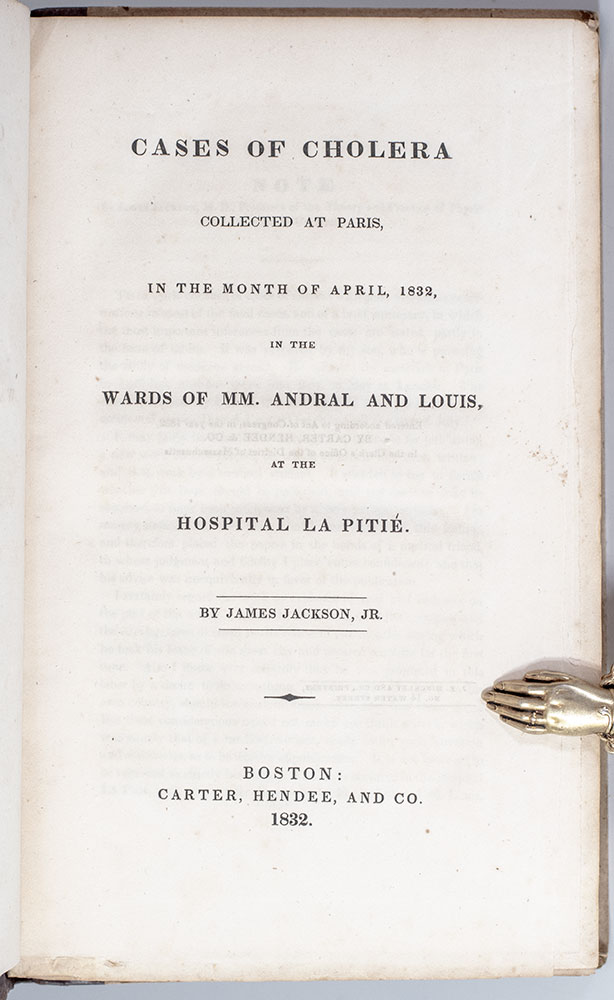 CASES OF CHOLERA
COLLECTED AT PARIS,
IN THE MONTH OF APRIL, 1832,
IN THE
WARDS OF MM. ANDRAL AND LOUIS,
AT THE
HOSPITAL LA PITIÉ.
BY JAMES JACKSON, JR.
BOSTON:
CARTER, HENDEE, AND CO.
1832.